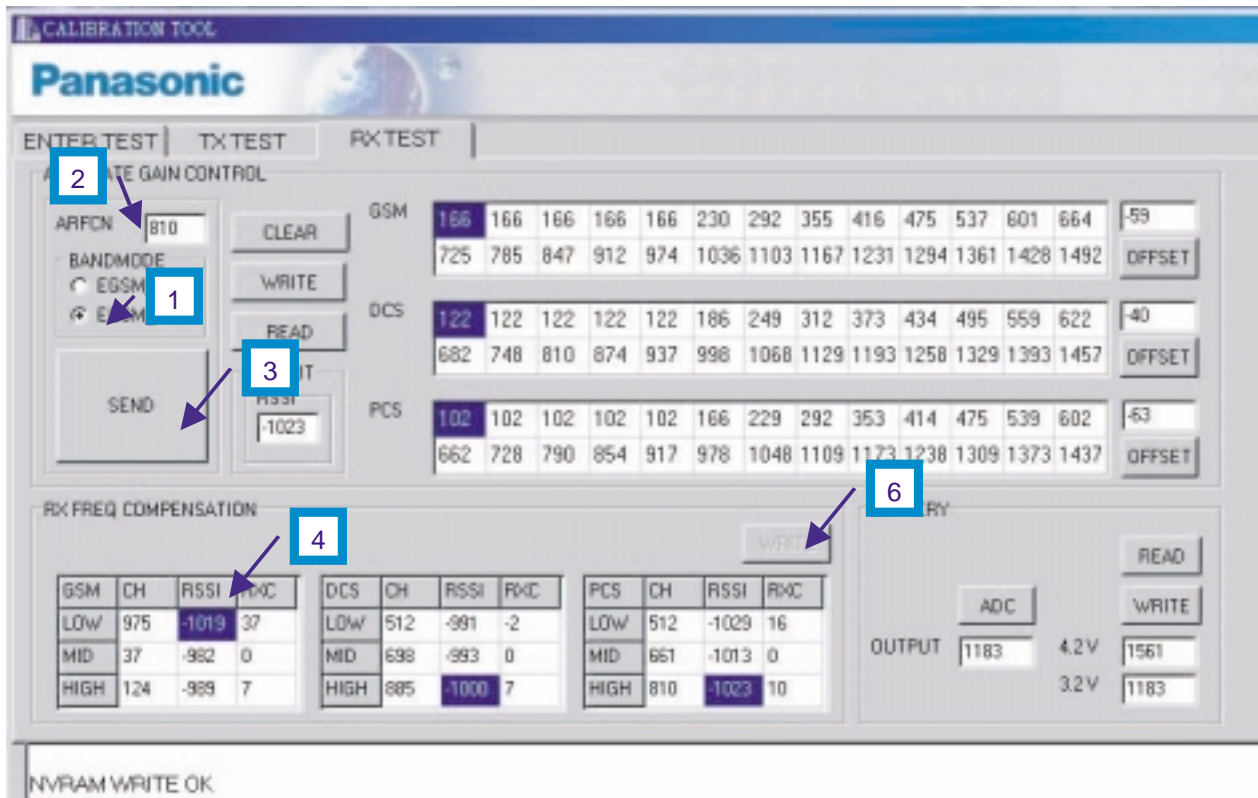 CALIBRATION TOOL
Panasonic
ENTER TEST TX TEST RX TEST
GAIN CONTROL
2
ARFCN 810
CLEAR
BANDMODE
EGSM
WRITE
1
READ
3
SEND
RSSI
-1023
GSM 166 166 166 166 166 230 292 355 416 475 537 601 664 -59
725 785 847 912 974 1036 1103 1167 1231 1294 1361 1428 1492 OFFSET
DCS 122 122 122 122 122 186 249 312 373 434 495 559 622 -40
682 748 810 874 937 998 1068 1129 1193 1258 1329 1393 1457 OFFSET
PCS 102 102 102 102 102 166 229 292 353 414 475 539 602 -63
662 728 790 854 917 978 1048 1109 1173 1238 1309 1373 1437 OFFSET
RX FREQ COMPENSATION
4
6
WRITE
GSM CH RSSI RXC
LOW 975 -1019 37
MID 37 -982 0
HIGH 124 -989 7
DCS CH RSSI RXC
LOW 512 -991 -2
MID 698 -993 0
HIGH 885 -1000 7
PCS CH RSSI RXC
LOW 512 -1029 16
MID 661 -1013 0
HIGH 810 -1023 10
READ
ADC
WRITE
OUTPUT 1183
4.2 V 1561
3.2 V 1183
NVRAM WRITE OK